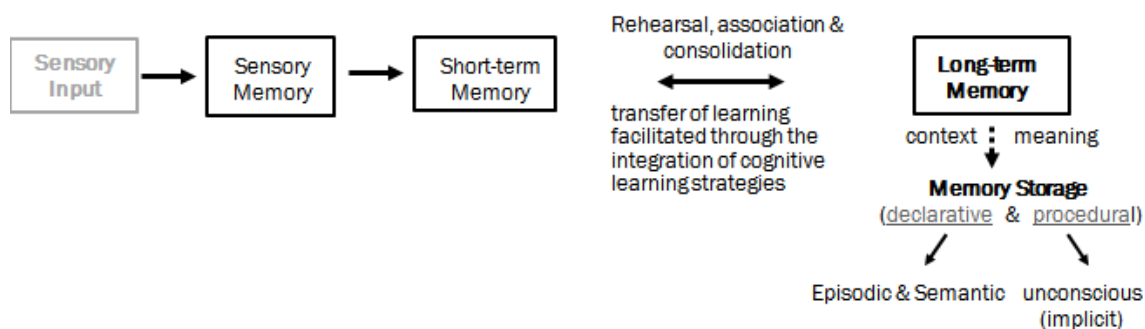 Sensory
Input
Sensory
Memory
Short-term
Memory
Rehearsal, association &
consolidation
transfer of learning
facilitated through the
integration of cognitive
learning strategies
Long-term
Memory
context meaning
Memory Storage
(declarative & procedural)
Episodic & Semantic
unconscious
(implicit)